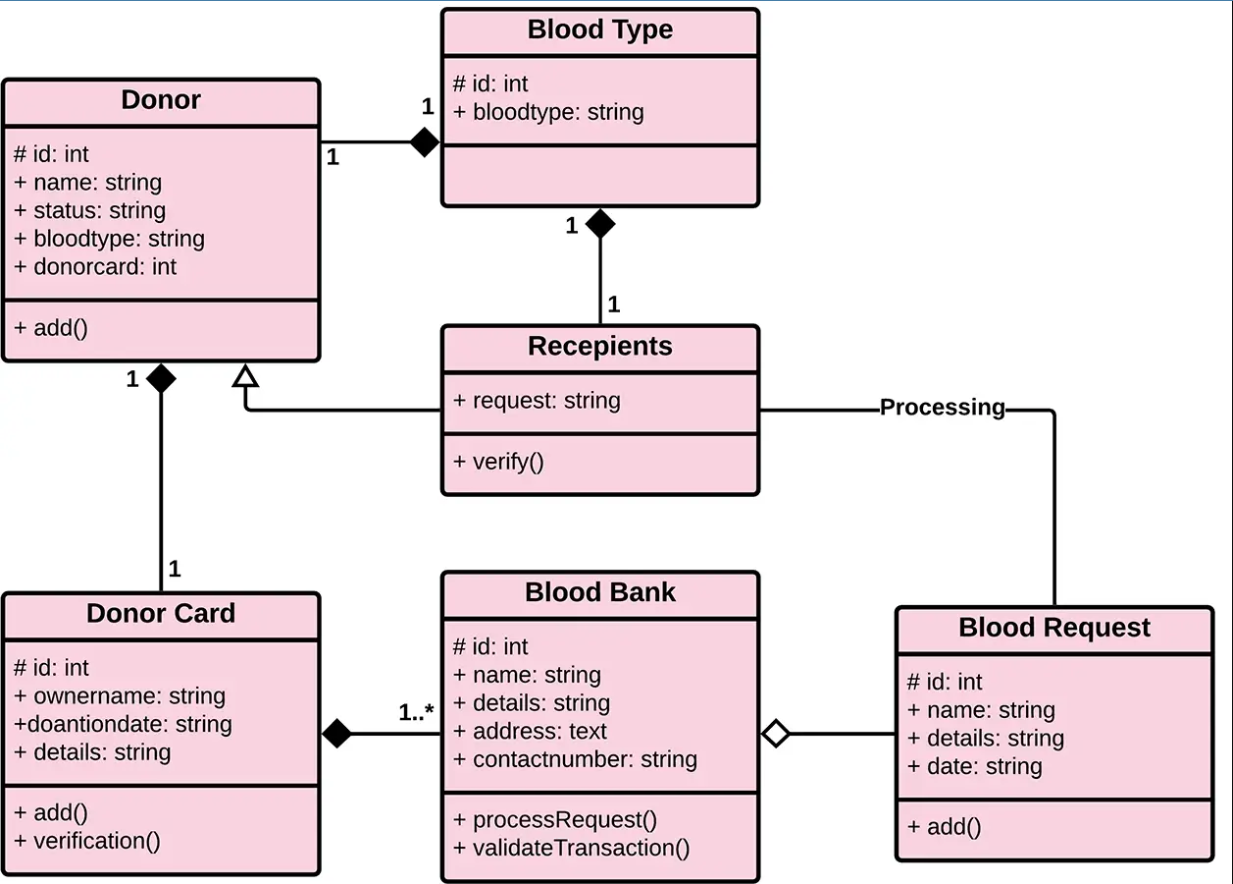 Blood Type
# id: int
+ bloodtype: string
Donor
# id: int
+ name: string
+ status: string
+ bloodtype: string
+ donorcard: int
+ add()
1
1
1
1
Recepients
+ request: string
+ verify()
Processing
1
1
Donor Card
# id: int
+ ownername: string
+doantiondate: string
+ details: string
+ add()
+ verification()
1..*
Blood Bank
# id: int
+ name: string
+ details: string
+ address: text
+ contactnumber: string
+ processRequest()
+ validateTransaction()
Blood Request
# id: int
+ name: string
+ details: string
+ date: string
+ add()